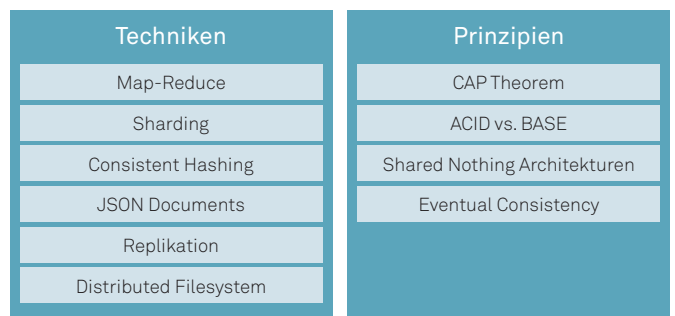 Techniken
Map-Reduce
Sharding
Consistent Hashing
JSON Documents
Replikation
Distributed Filesystem
Prinzipien
CAP Theorem
ACID vs. BASE
Shared Nothing Architekturen
Eventual Consistency